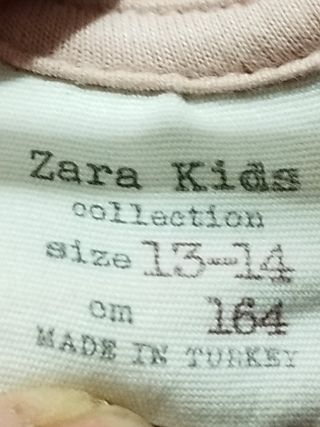 Zara Kids
collection
size 13-14
cm 164
MADE IN TURKEY